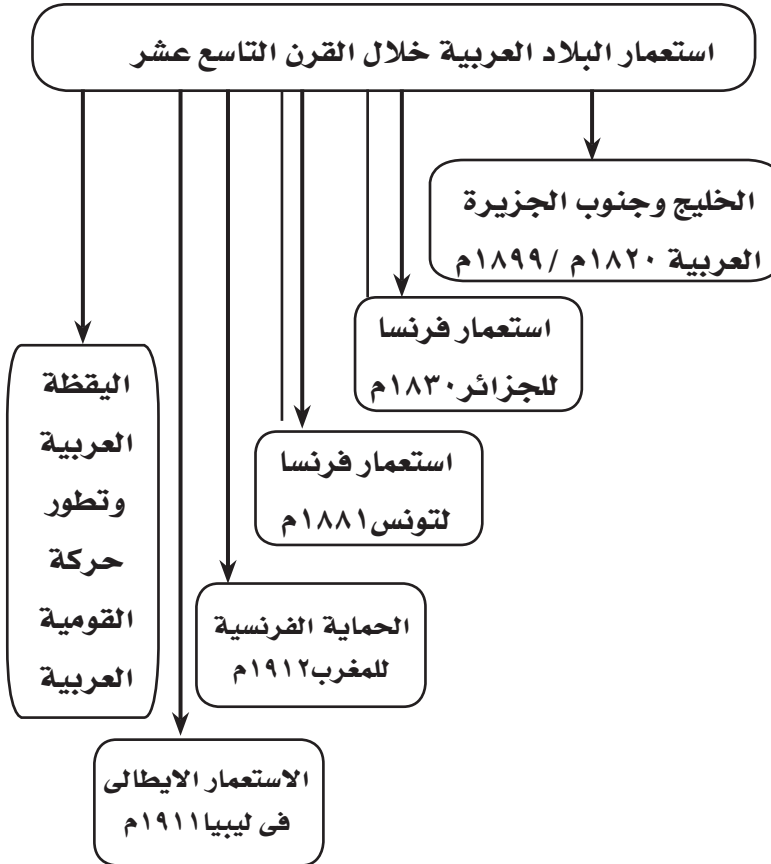 استعمار البلاد العربية خلال القرن التاسع عشر
الخليج وجنوب الجزيرة
العربية ١٨٢٠م /١٨٩٩م
استعمار فرنسا
للجزائر١٨٣٠م
استعمار فرنسا
لتونس١٨٨١م
الحماية الفرنسية
للمغرب١٩١٢م
الاستعمار الايطالى
فى ليبيا١٩١١م
اليقظة
العربية
وتطور
حركة
القومية
العربية